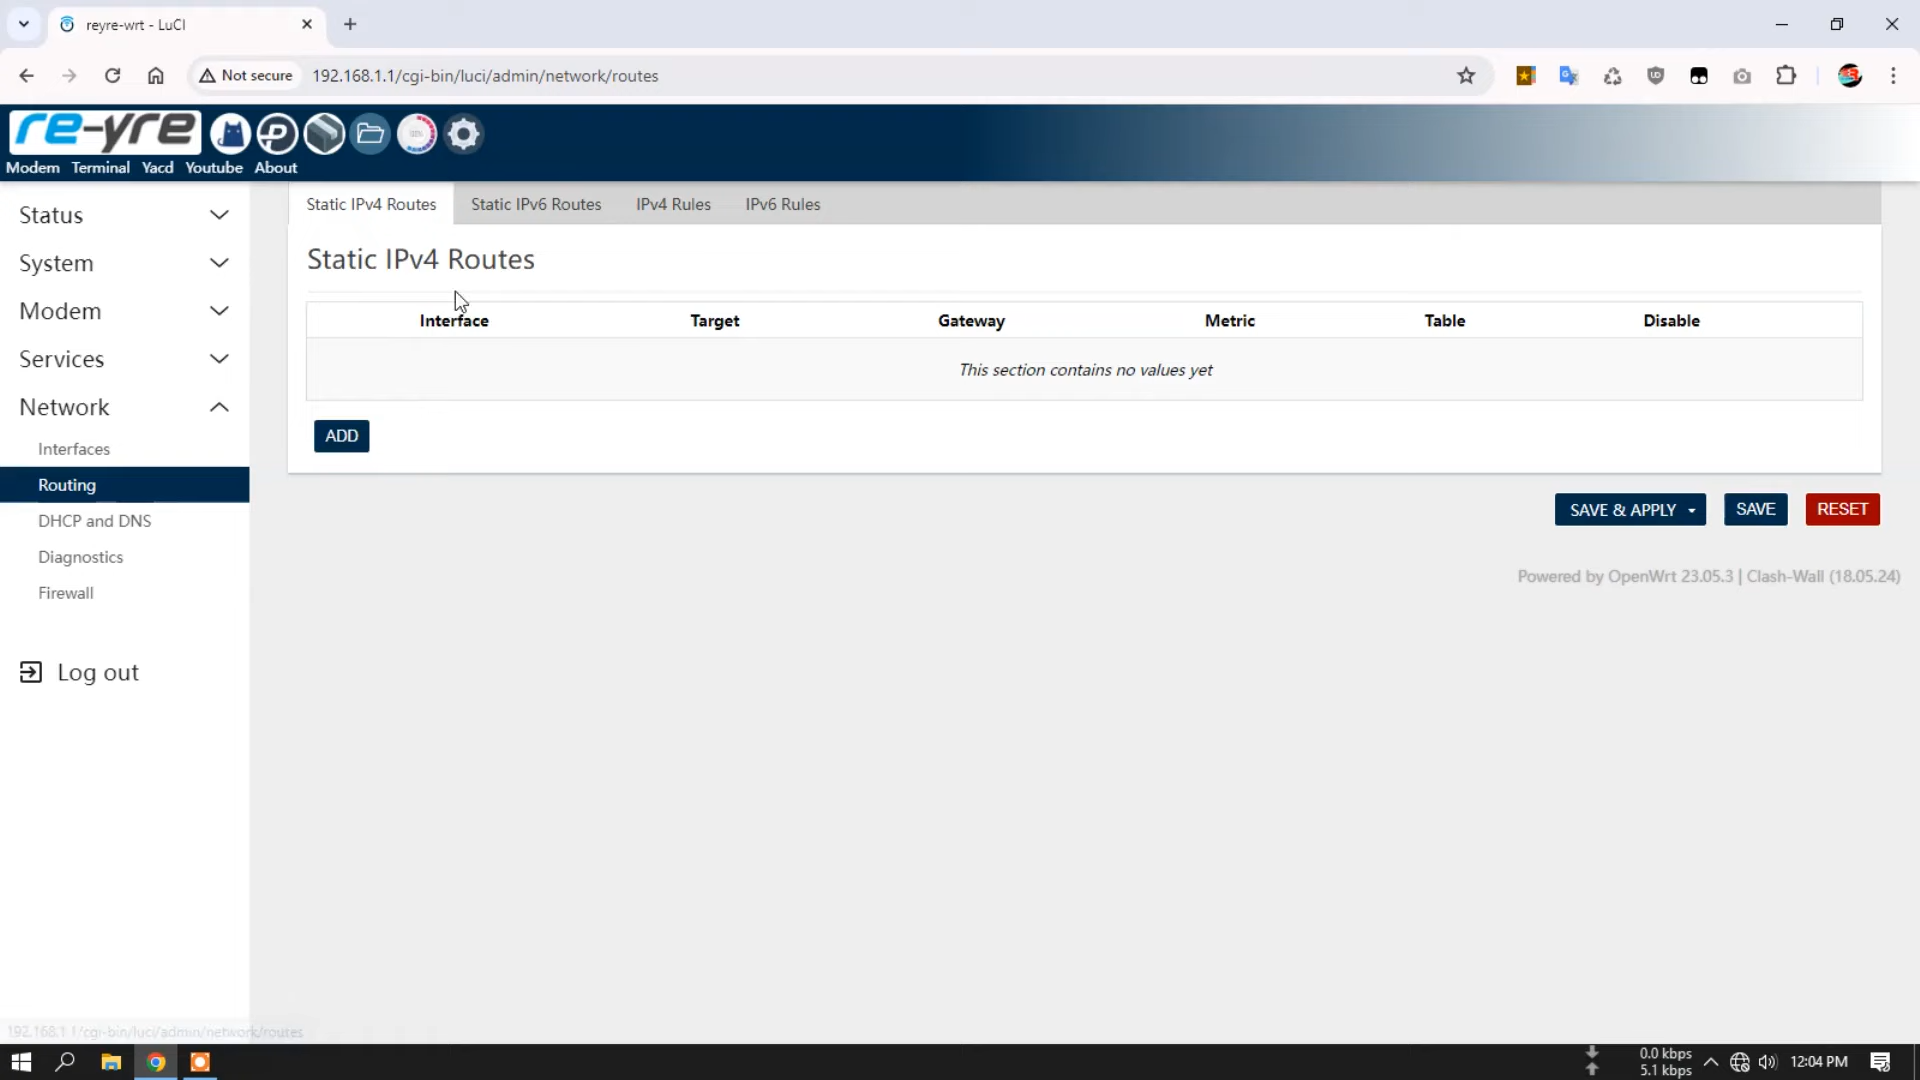 reyre-wrt - LuCI
Not secure
192.168.1.1/cgi-bin/luci/admin/network/routes
re-yre
Modem Terminal Yacd Youtube About
Status
System
Modem
Services
Network
Interfaces
Routing
DHCP and DNS
Diagnostics
Firewall
Log out
Static IPv4 Routes Static IPv6 Routes IPv4 Rules IPv6 Rules
Static IPv4 Routes
Interface Target Gateway Metric Table Disable
This section contains no values yet
ADD
SAVE & APPLY SAVE RESET
Powered by OpenWrt 23.05.3 | Clash-Wall (18.05.24)
192.168.1.1/cgi-bin/luci/admin/network/routes
0.0 kbps
5.1 kbps
12:04 PM